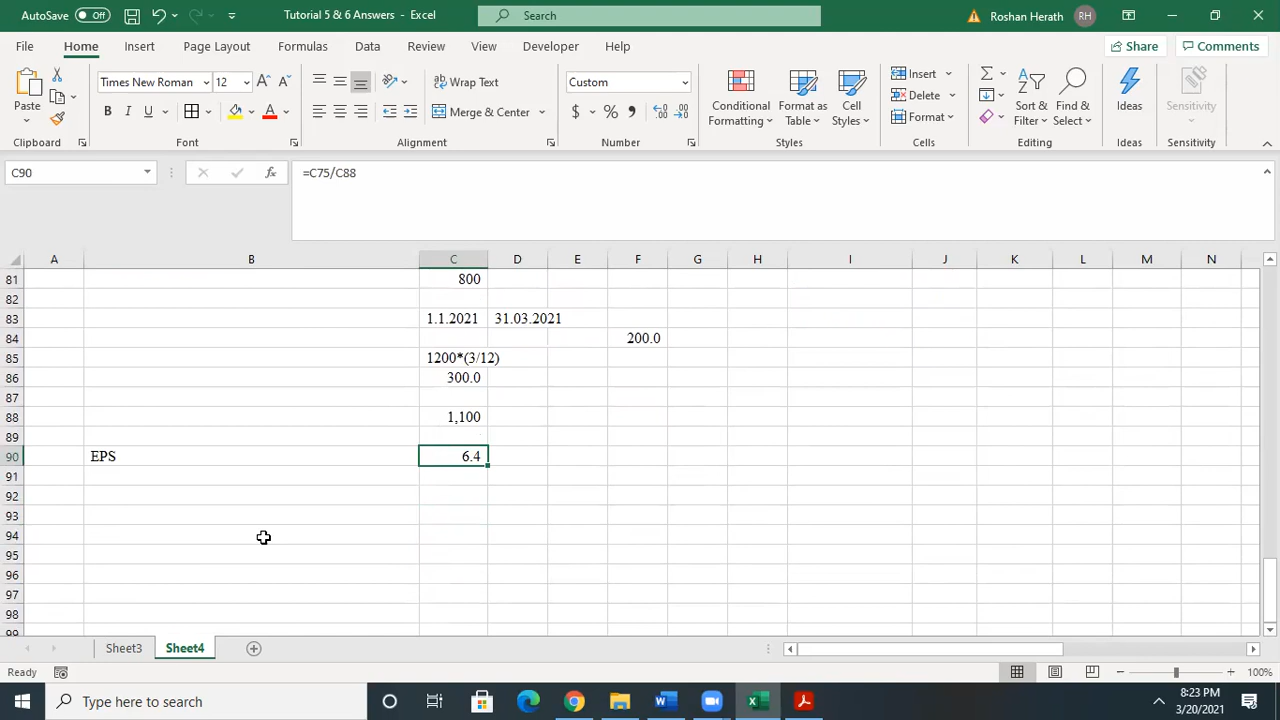 AutoSave Off Tutorial 5 & 6 Answers - Excel Search Roshan Herath RH
File Home Insert Page Layout Formulas Data Review View Developer Help Share Comments
Paste Times New Roman 12 Wrap Text Custom Conditional Formatting Format as Table Cell Styles Insert Sort & Filter Find & Select Ideas Sensitivity
B I U Merge & Center $ % Delete
Format
Clipboard Font Alignment Number Styles Cells Editing Ideas Sensitivity
C90 fx =C75/C88
A B C D E F G H I J K L M N
81 800
82
83 1.1.2021 31.03.2021
84 200.0
85 1200*(3/12)
86 300.0
87
88 1,100
89
90 EPS 6.4
91
92
93
94
95
96
97
98
99
Sheet3 Sheet4
Ready 100%
Type here to search 8:23 PM
3/20/2021